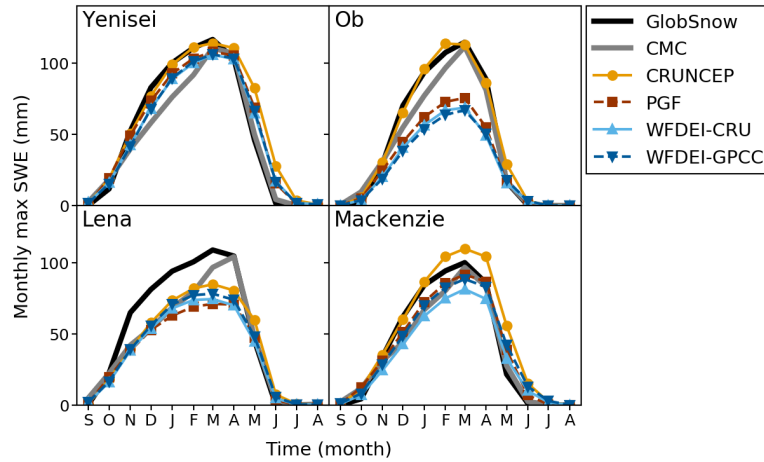 Yenisei
Ob
GlobSnow
CMC
CRUNCEP
PGF
WFDEI-CRU
WFDEI-GPCC
100
50
0
Lena
Mackenzie
100
50
0
Monthly max SWE (mm)
S O N D J F M A M J J A
S O N D J F M A M J J A
Time (month)